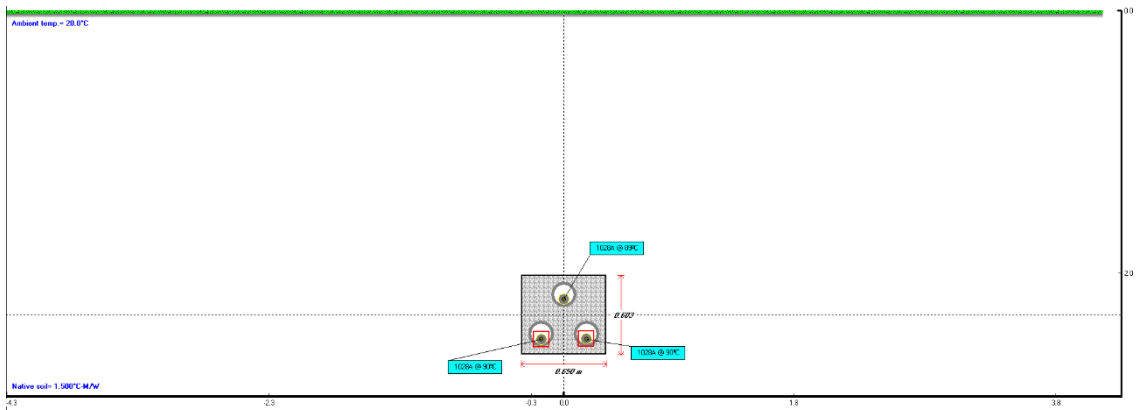 0.0
Ambient temp.= 20.0°C
1028A @ 89°C
2.0
0.603
1028A @ 90°C
1028A @ 90°C
0.650 m
Native soil= 1.500°C-M/W
-4.3
-2.3
-0.3
0.0
1.8
3.8